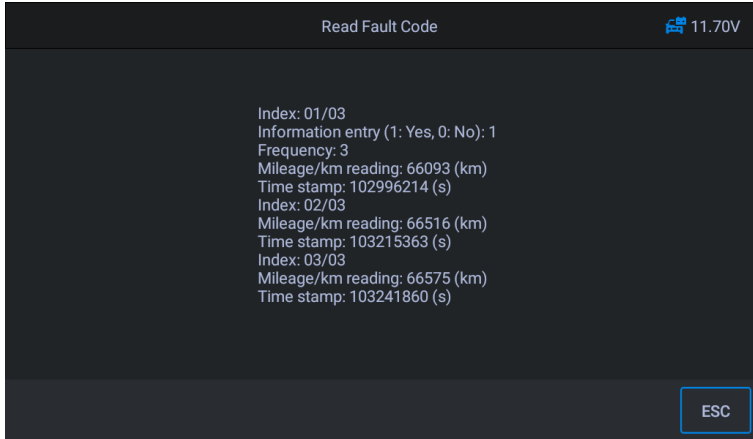 Read Fault Code
11.70V
Index: 01/03
Information entry (1: Yes, 0: No): 1
Frequency: 3
Mileage/km reading: 66093 (km)
Time stamp: 102996214 (s)
Index: 02/03
Mileage/km reading: 66516 (km)
Time stamp: 103215363 (s)
Index: 03/03
Mileage/km reading: 66575 (km)
Time stamp: 103241860 (s)
ESC